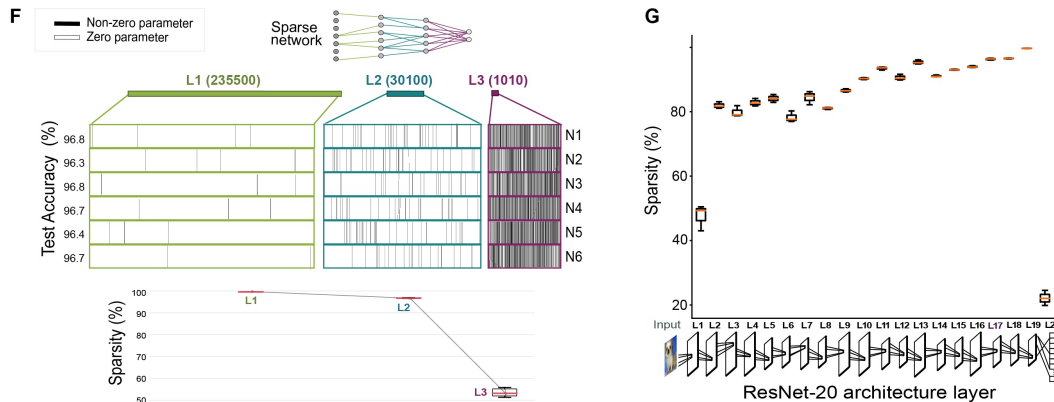 F
Non-zero parameter
Zero parameter
Sparse
network
L1 (235500)
L2 (30100)
L3 (1010)
Test Accuracy (%)
96.8
N1
96.3
N2
96.8
N3
96.7
N4
96.4
N5
96.7
N6
Sparsity (%)
100
90
80
70
60
50
L1
L2
L3
G
Sparsity (%)
80
60
40
20
Input
L1 L2 L3 L4 L5 L6 L7 L8 L9 L10 L11 L12 L13 L14 L15 L16 L17 L18 L19
ResNet-20 architecture layer